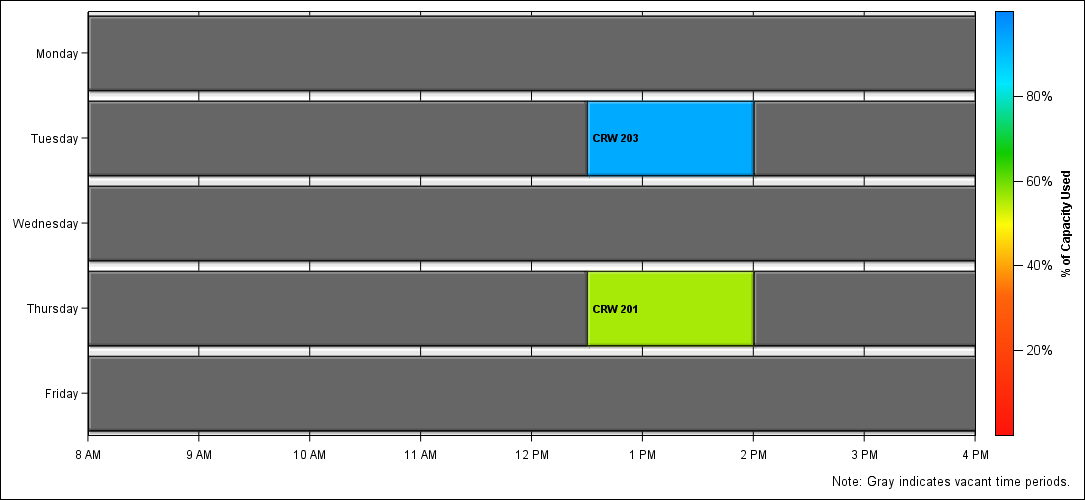 Monday
Tuesday
CRW 203
Wednesday
Thursday
CRW 201
Friday
8 AM
9 AM
10 AM
11 AM
12 PM
1 PM
2 PM
3 PM
4 PM
80%
60%
40%
20%
% of Capacity Used
Note: Gray indicates vacant time periods.